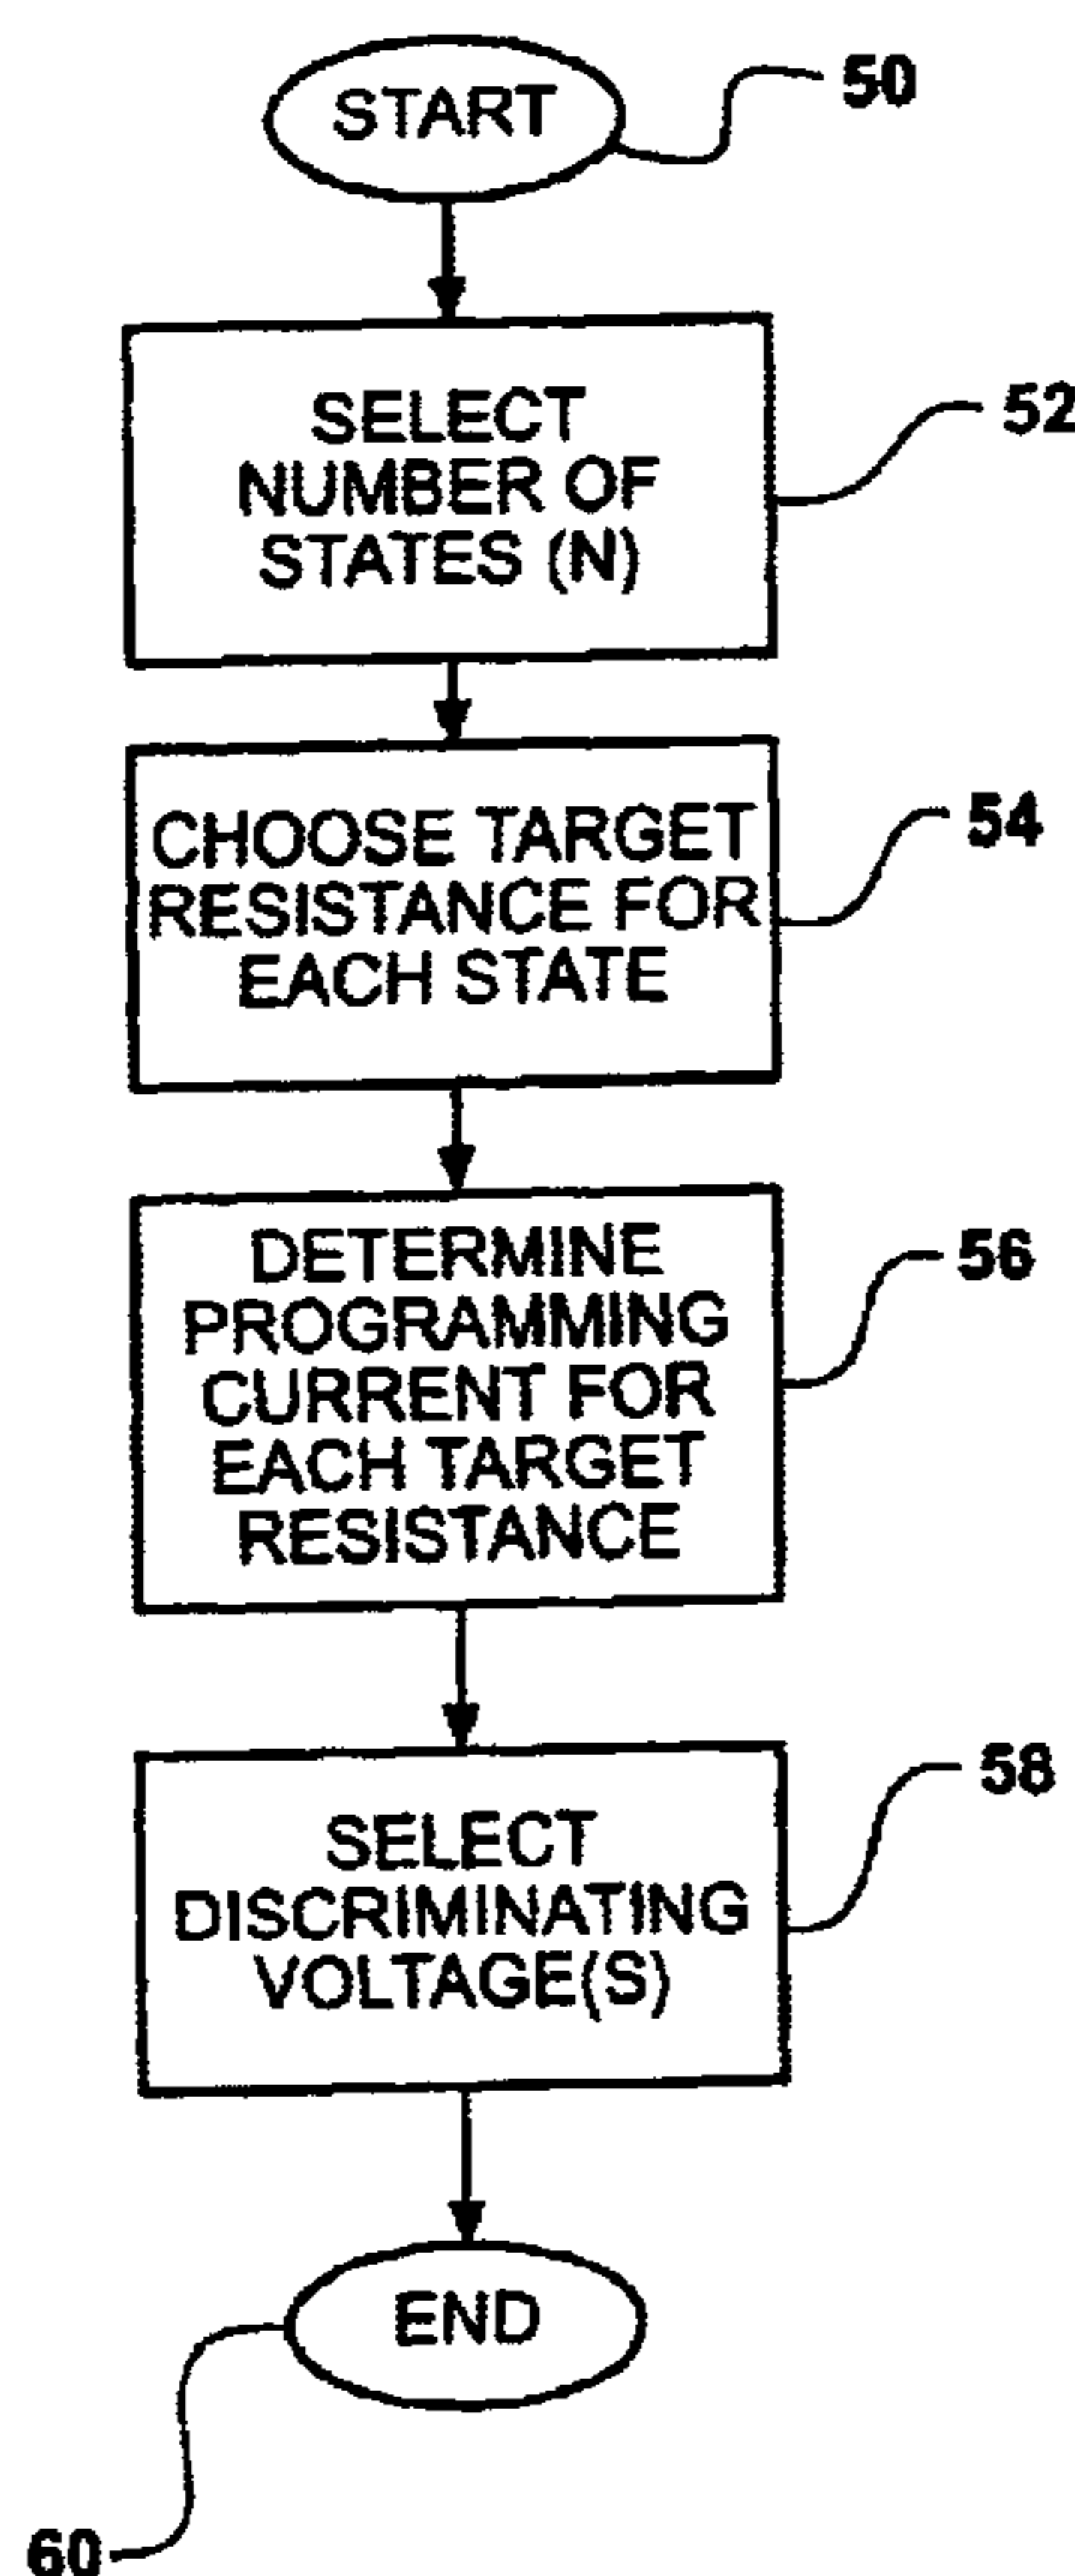 START
50
SELECT
NUMBER OF
STATES (N)
52
CHOOSE TARGET
RESISTANCE FOR
EACH STATE
54
DETERMINE
PROGRAMMING
CURRENT FOR
EACH TARGET
RESISTANCE
56
SELECT
DISCRIMINATING
VOLTAGE(S)
58
END
60